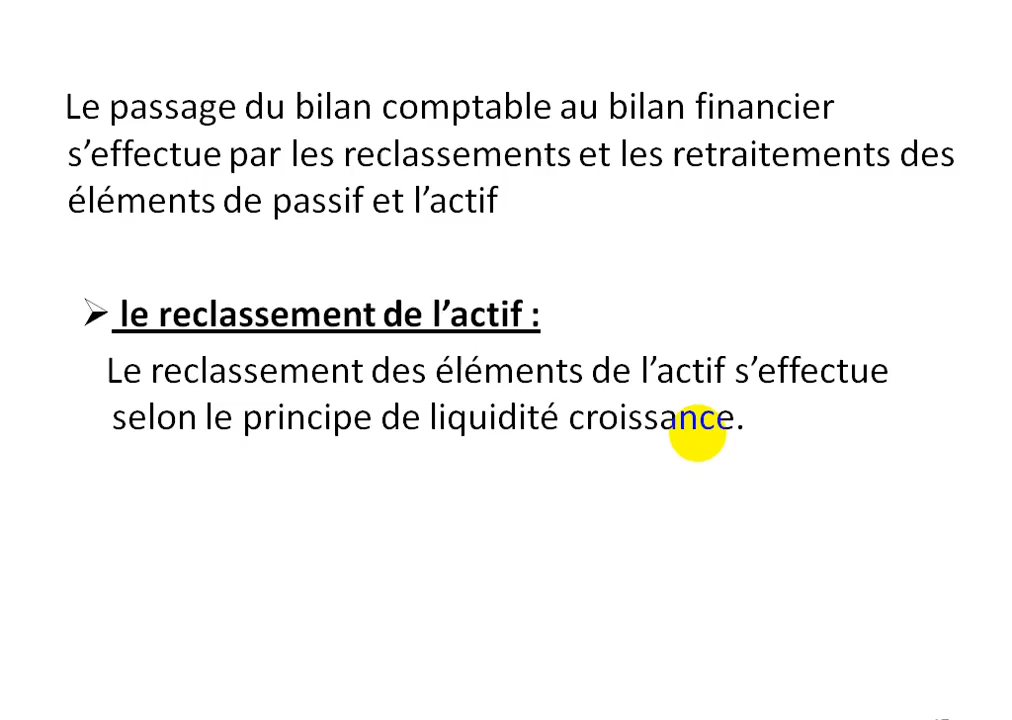 Le passage du bilan comptable au bilan financier
s’effectue par les reclassements et les retraitements des
éléments de passif et l’actif
➢ le reclassement de l’actif :
Le reclassement des éléments de l’actif s’effectue
selon le principe de liquidité croissance.